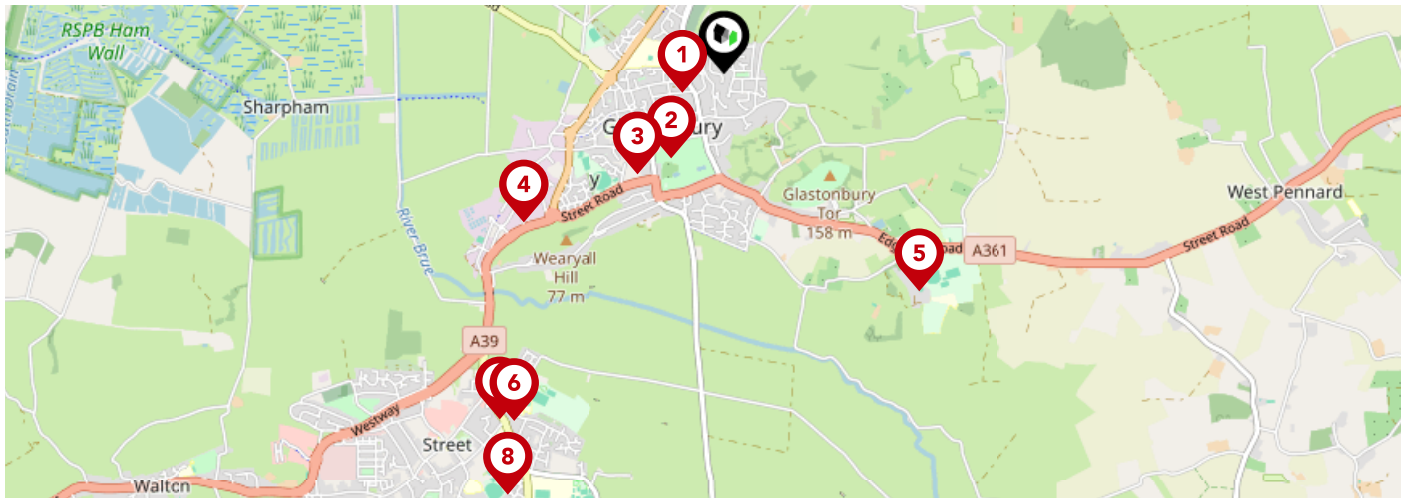 RSPB Ham
Wall
Sharpham
1
2
3
G
ury
y
4
Street Road
Glastonbury
Tor
158 m
West Pennard
River Brue
Wearyall
Hill
77 m
5
A361
Street Road
A39
6
Westway
Street
8
Walton